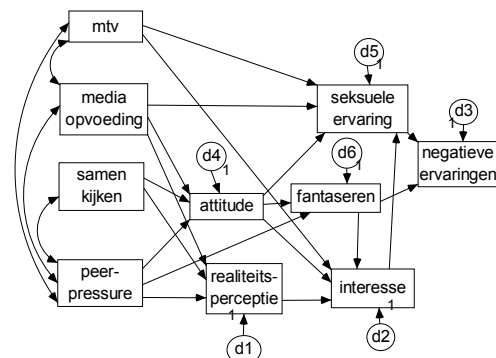 mtv
d5
1
media
opvoeding
seksuele
ervaring
d3
1
d4
1
d6
1
negatieve
ervaringen
samen
kijken
attitude
fantaseren
peer-
pressure
realiteits-
perceptie
1
interesse
1
d1
d2